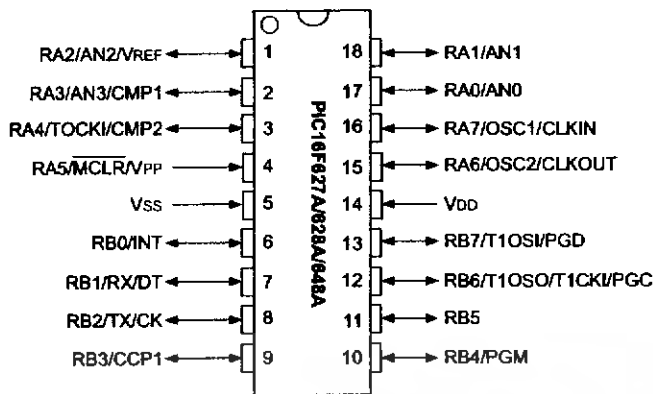 RA2/AN2/VREF 1 18 RA1/AN1
RA3/AN3/CMP1 2 17 RA0/AN0
RA4/TOCKI/CMP2 3 16 RA7/OSC1/CLKIN
RA5/MCLR/VPP 4 15 RA6/OSC2/CLKOUT
VSS 5 14 VDD
RB0/INT 6 13 RB7/T1OSI/PGD
RB1/RX/DT 7 12 RB6/T1OSO/T1CKI/PGC
RB2/TX/CK 8 11 RB5
RB3/CCP1 9 10 RB4/PGM
PIC16F627A/628A/648A